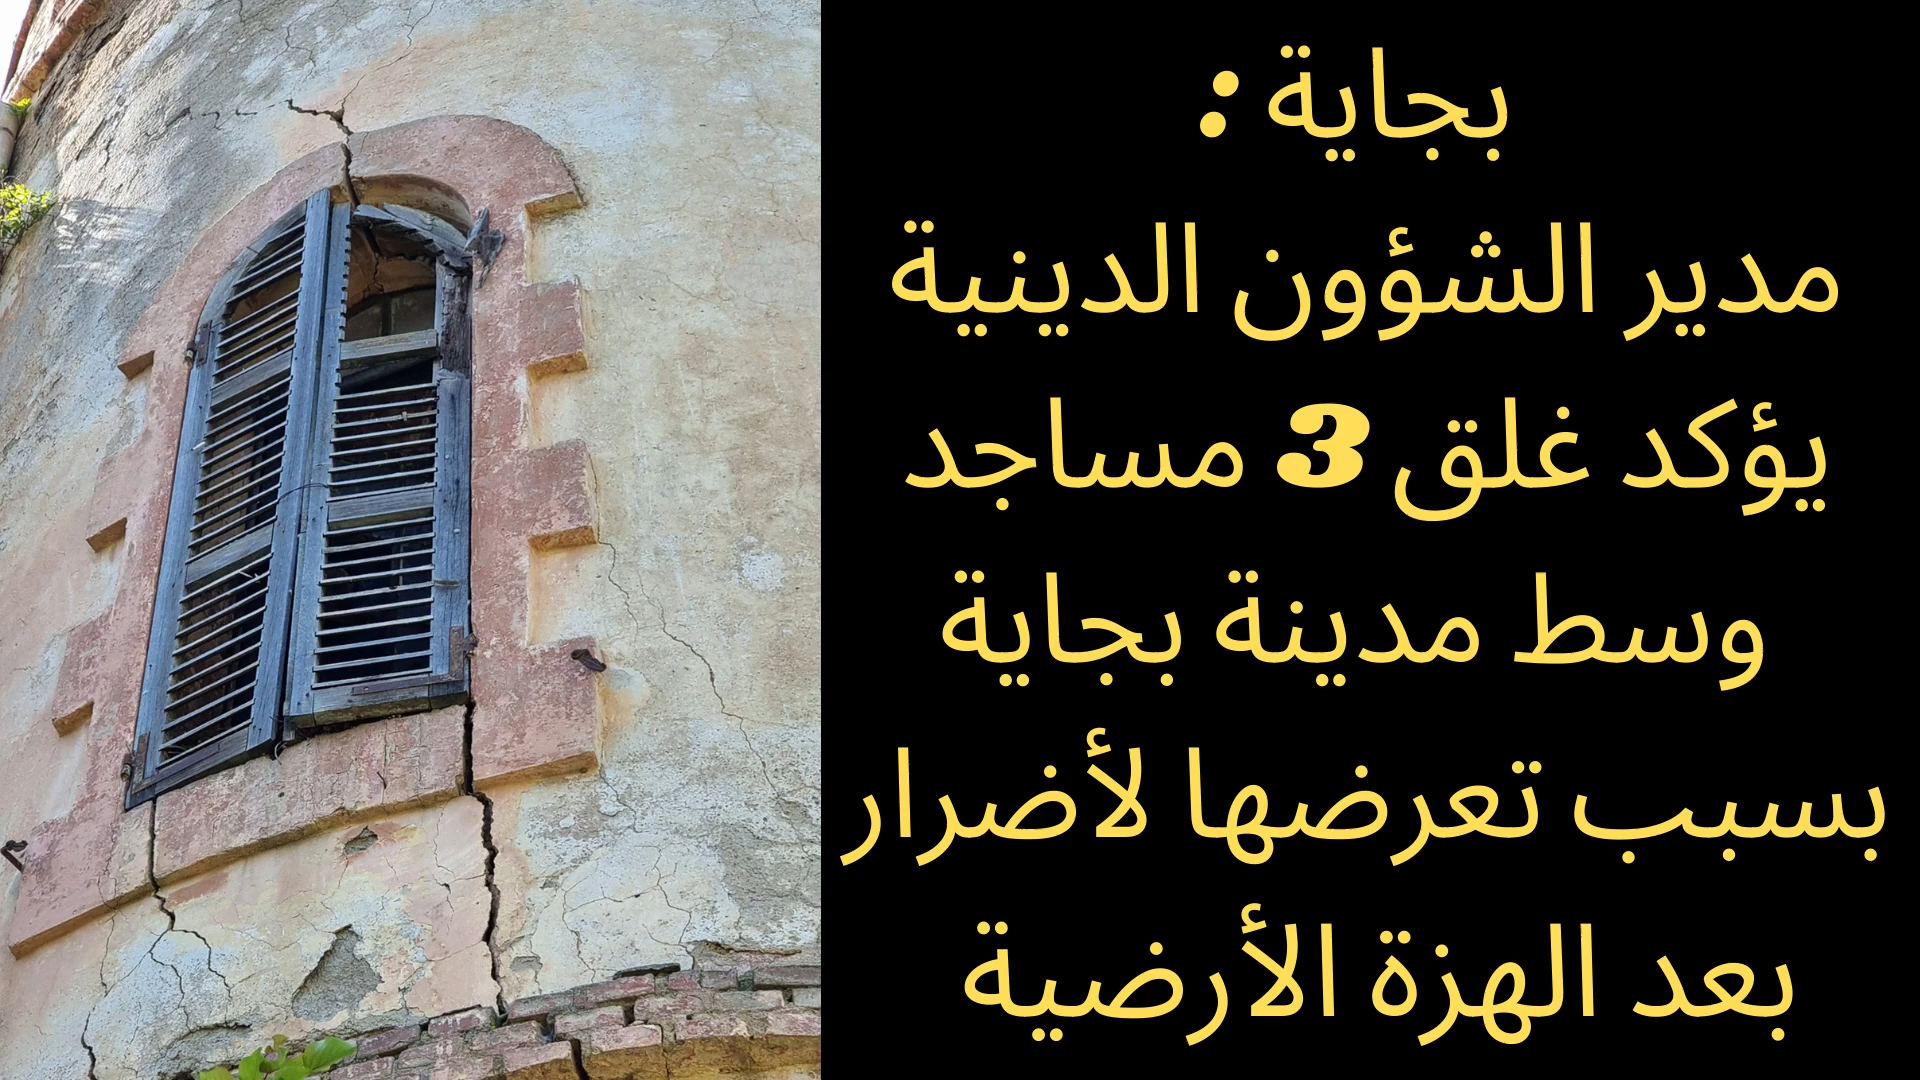 بجاية :
مدير الشؤون الدينية
يؤكد غلق 3 مساجد
وسط مدينة بجاية
بسبب تعرضها لأضرار
بعد الهزة الأرضية